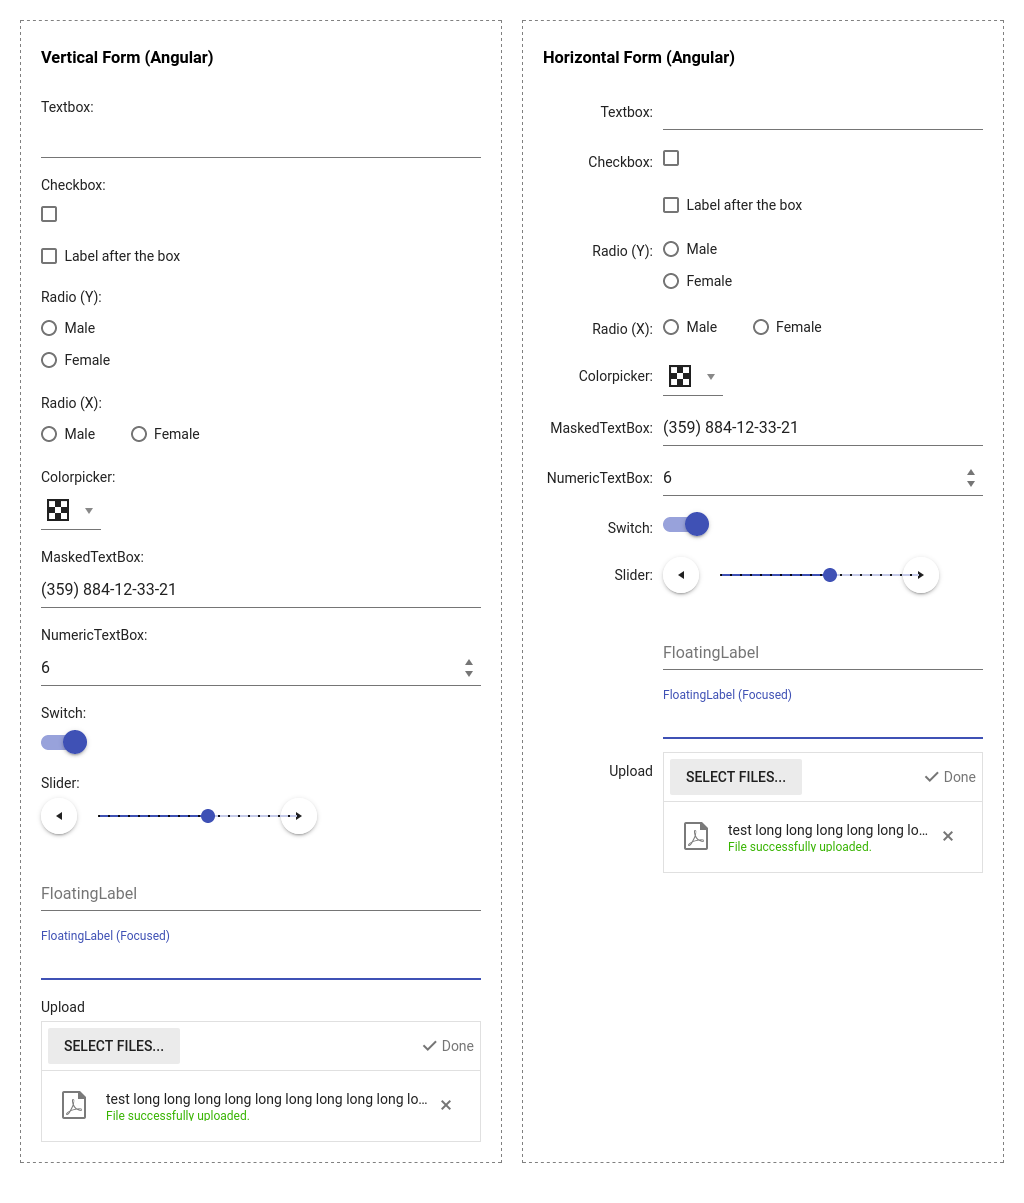 Vertical Form (Angular)
Textbox:
Checkbox:
Label after the box
Radio (Y):
Male
Female
Radio (X):
Male Female
Colorpicker:
MaskedTextBox:
(359) 884-12-33-21
NumericTextBox:
6
Switch:
Slider:
FloatingLabel
FloatingLabel (Focused)
Upload
SELECT FILES... Done
test long long long long long long long long long lo...
File successfully uploaded.
Horizontal Form (Angular)
Textbox:
Checkbox:
Label after the box
Radio (Y): Male
Female
Radio (X): Male Female
Colorpicker:
MaskedTextBox: (359) 884-12-33-21
NumericTextBox: 6
Switch:
Slider:
FloatingLabel
FloatingLabel (Focused)
Upload SELECT FILES... Done
test long long long long long lo...
File successfully uploaded.